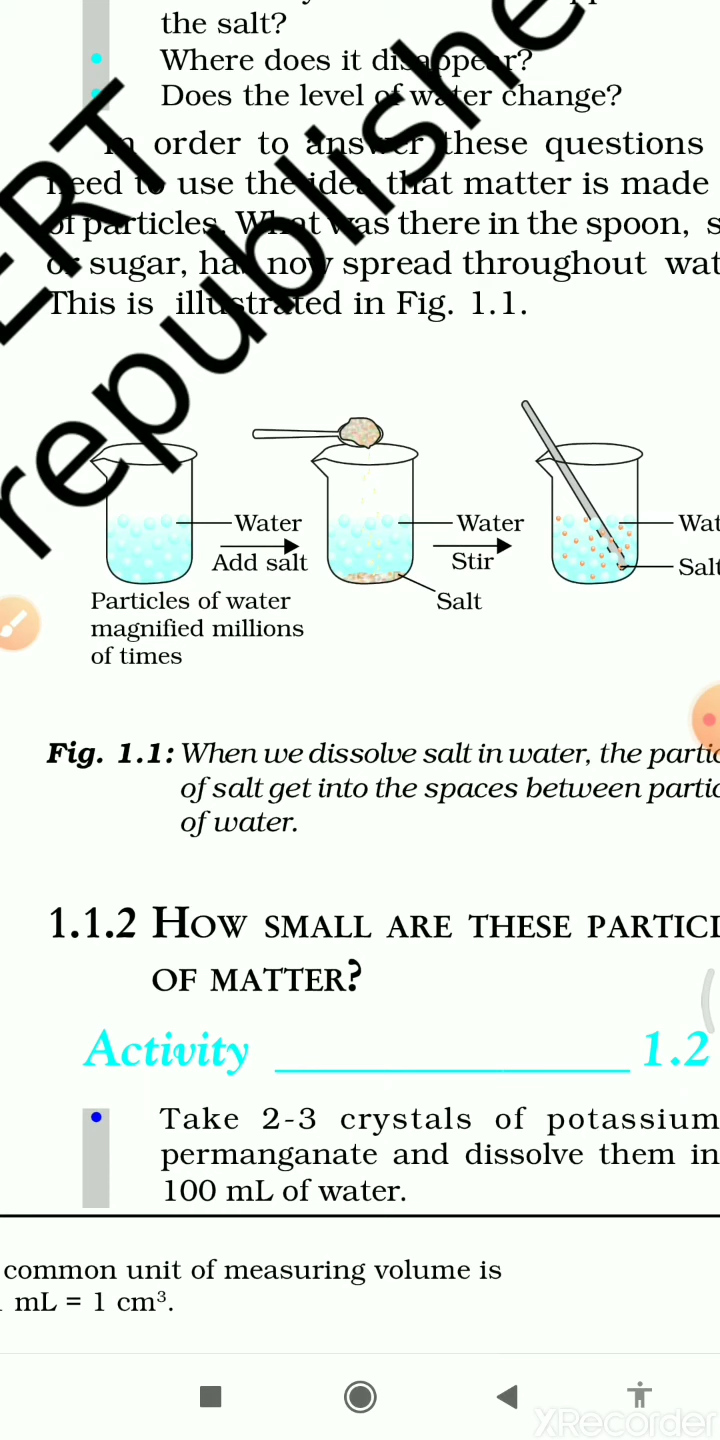 the salt?
Where does it disappear?
Does the level of water change?
In order to answer these questions
need to use the idea that matter is made
of particles. What was there in the spoon, s
or sugar, has now spread throughout wat
This is illustrated in Fig. 1.1.
republishe
ERT
Water
Add salt
Water
Stir
Salt
Wat
Salt
Particles of water
magnified millions
of times
Fig. 1.1: When we dissolve salt in water, the partic
of salt get into the spaces between partic
of water.
1.1.2 HOW SMALL ARE THESE PARTICL
OF MATTER?
Activity ________________ 1.2
• Take 2-3 crystals of potassium
permanganate and dissolve them in
100 mL of water.
common unit of measuring volume is
mL = 1 cm³.
XRecorder